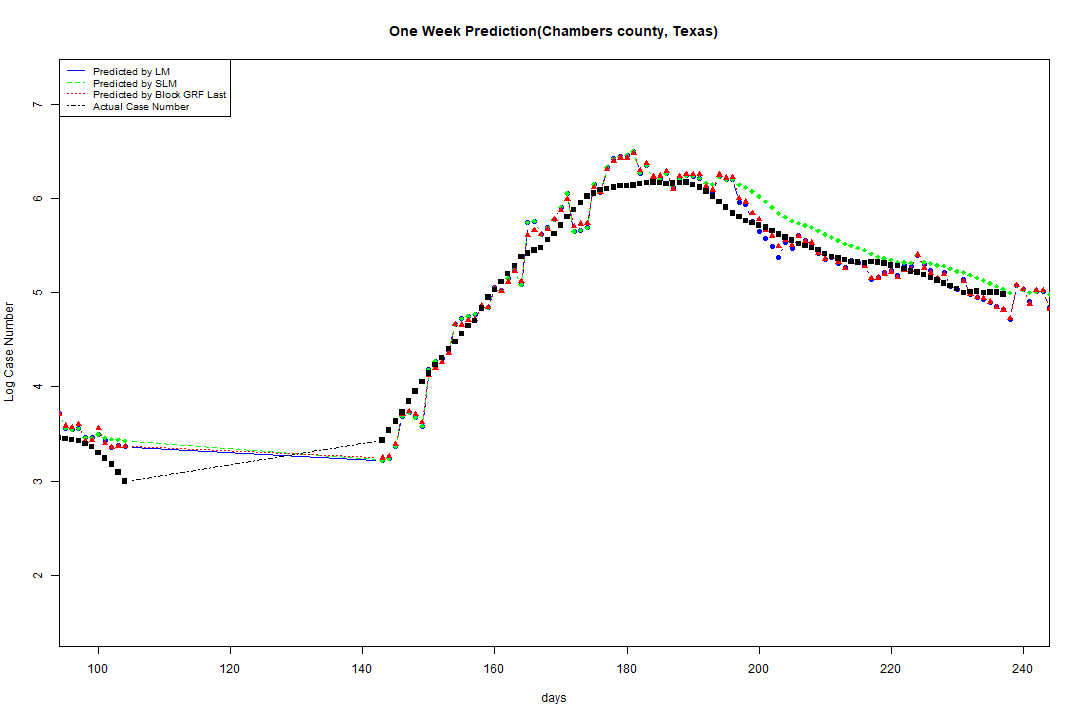 One Week Prediction(Chambers county, Texas)
Predicted by LM
Predicted by SLM
Predicted by Block GRF Last
Actual Case Number
7
6
5
4
3
2
Log Case Number
100 120 140 160 180 200 220 240
days